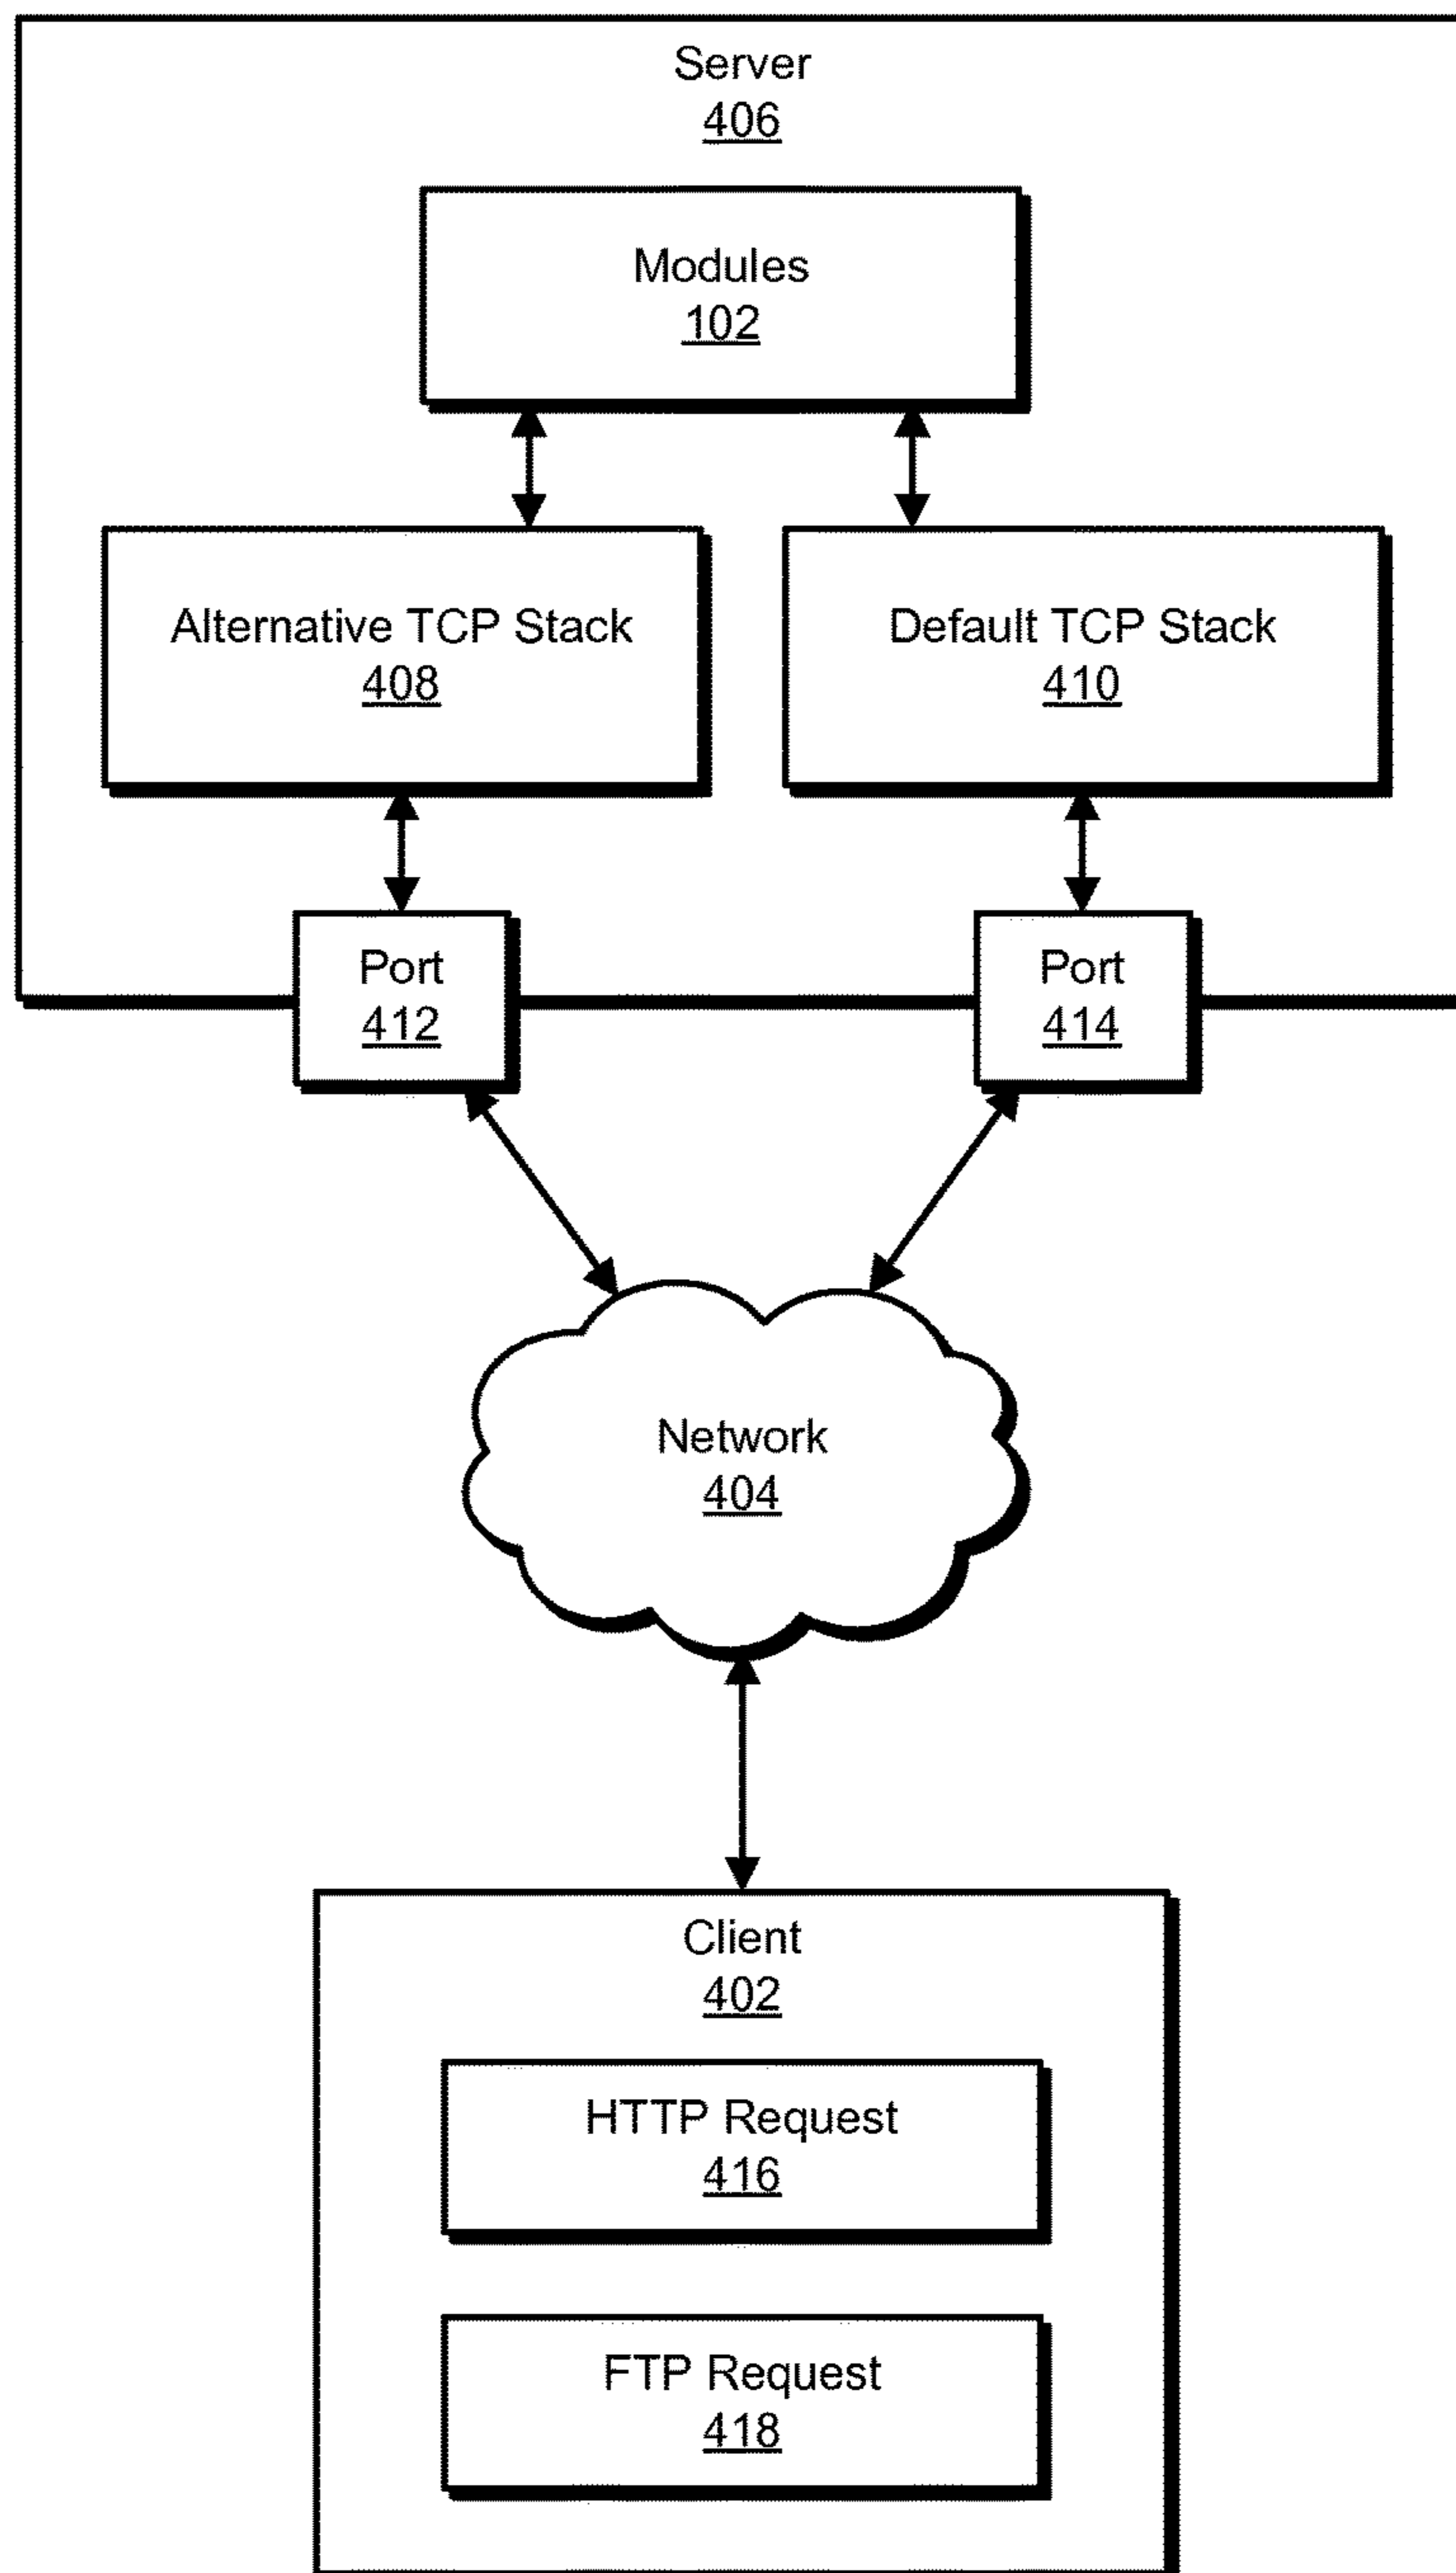 Server
406
Modules
102
Alternative TCP Stack
408
Default TCP Stack
410
Port
412
Port
414
Network
404
Client
402
HTTP Request
416
FTP Request
418